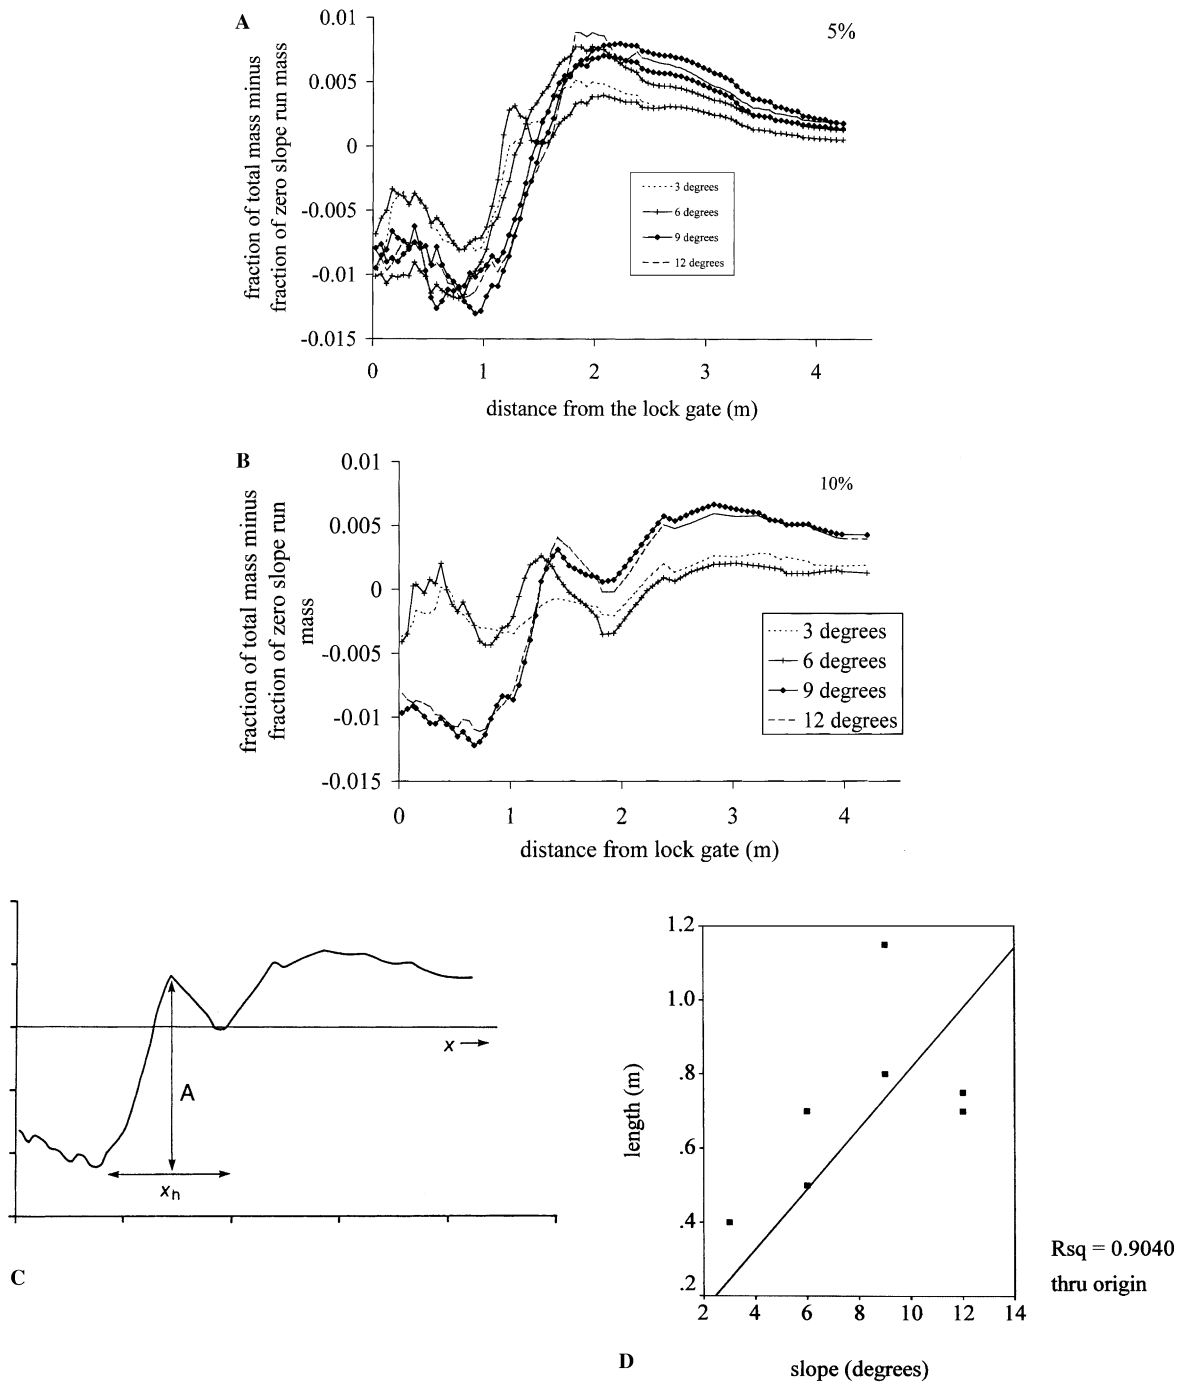 A
5%
fraction of total mass minus
fraction of zero slope run mass
0.01
0.005
0
-0.005
-0.01
-0.015
3 degrees
6 degrees
9 degrees
12 degrees
0 1 2 3 4
distance from the lock gate (m)
B
10%
fraction of total mass minus
fraction of zero slope run
mass
0.01
0.005
0
-0.005
-0.01
-0.015
3 degrees
6 degrees
9 degrees
12 degrees
0 1 2 3 4
distance from lock gate (m)
x
A
xh
C
1.2
1.0
.8
.6
.4
.2
length (m)
2 4 6 8 10 12 14
slope (degrees)
Rsq = 0.9040
thru origin
D